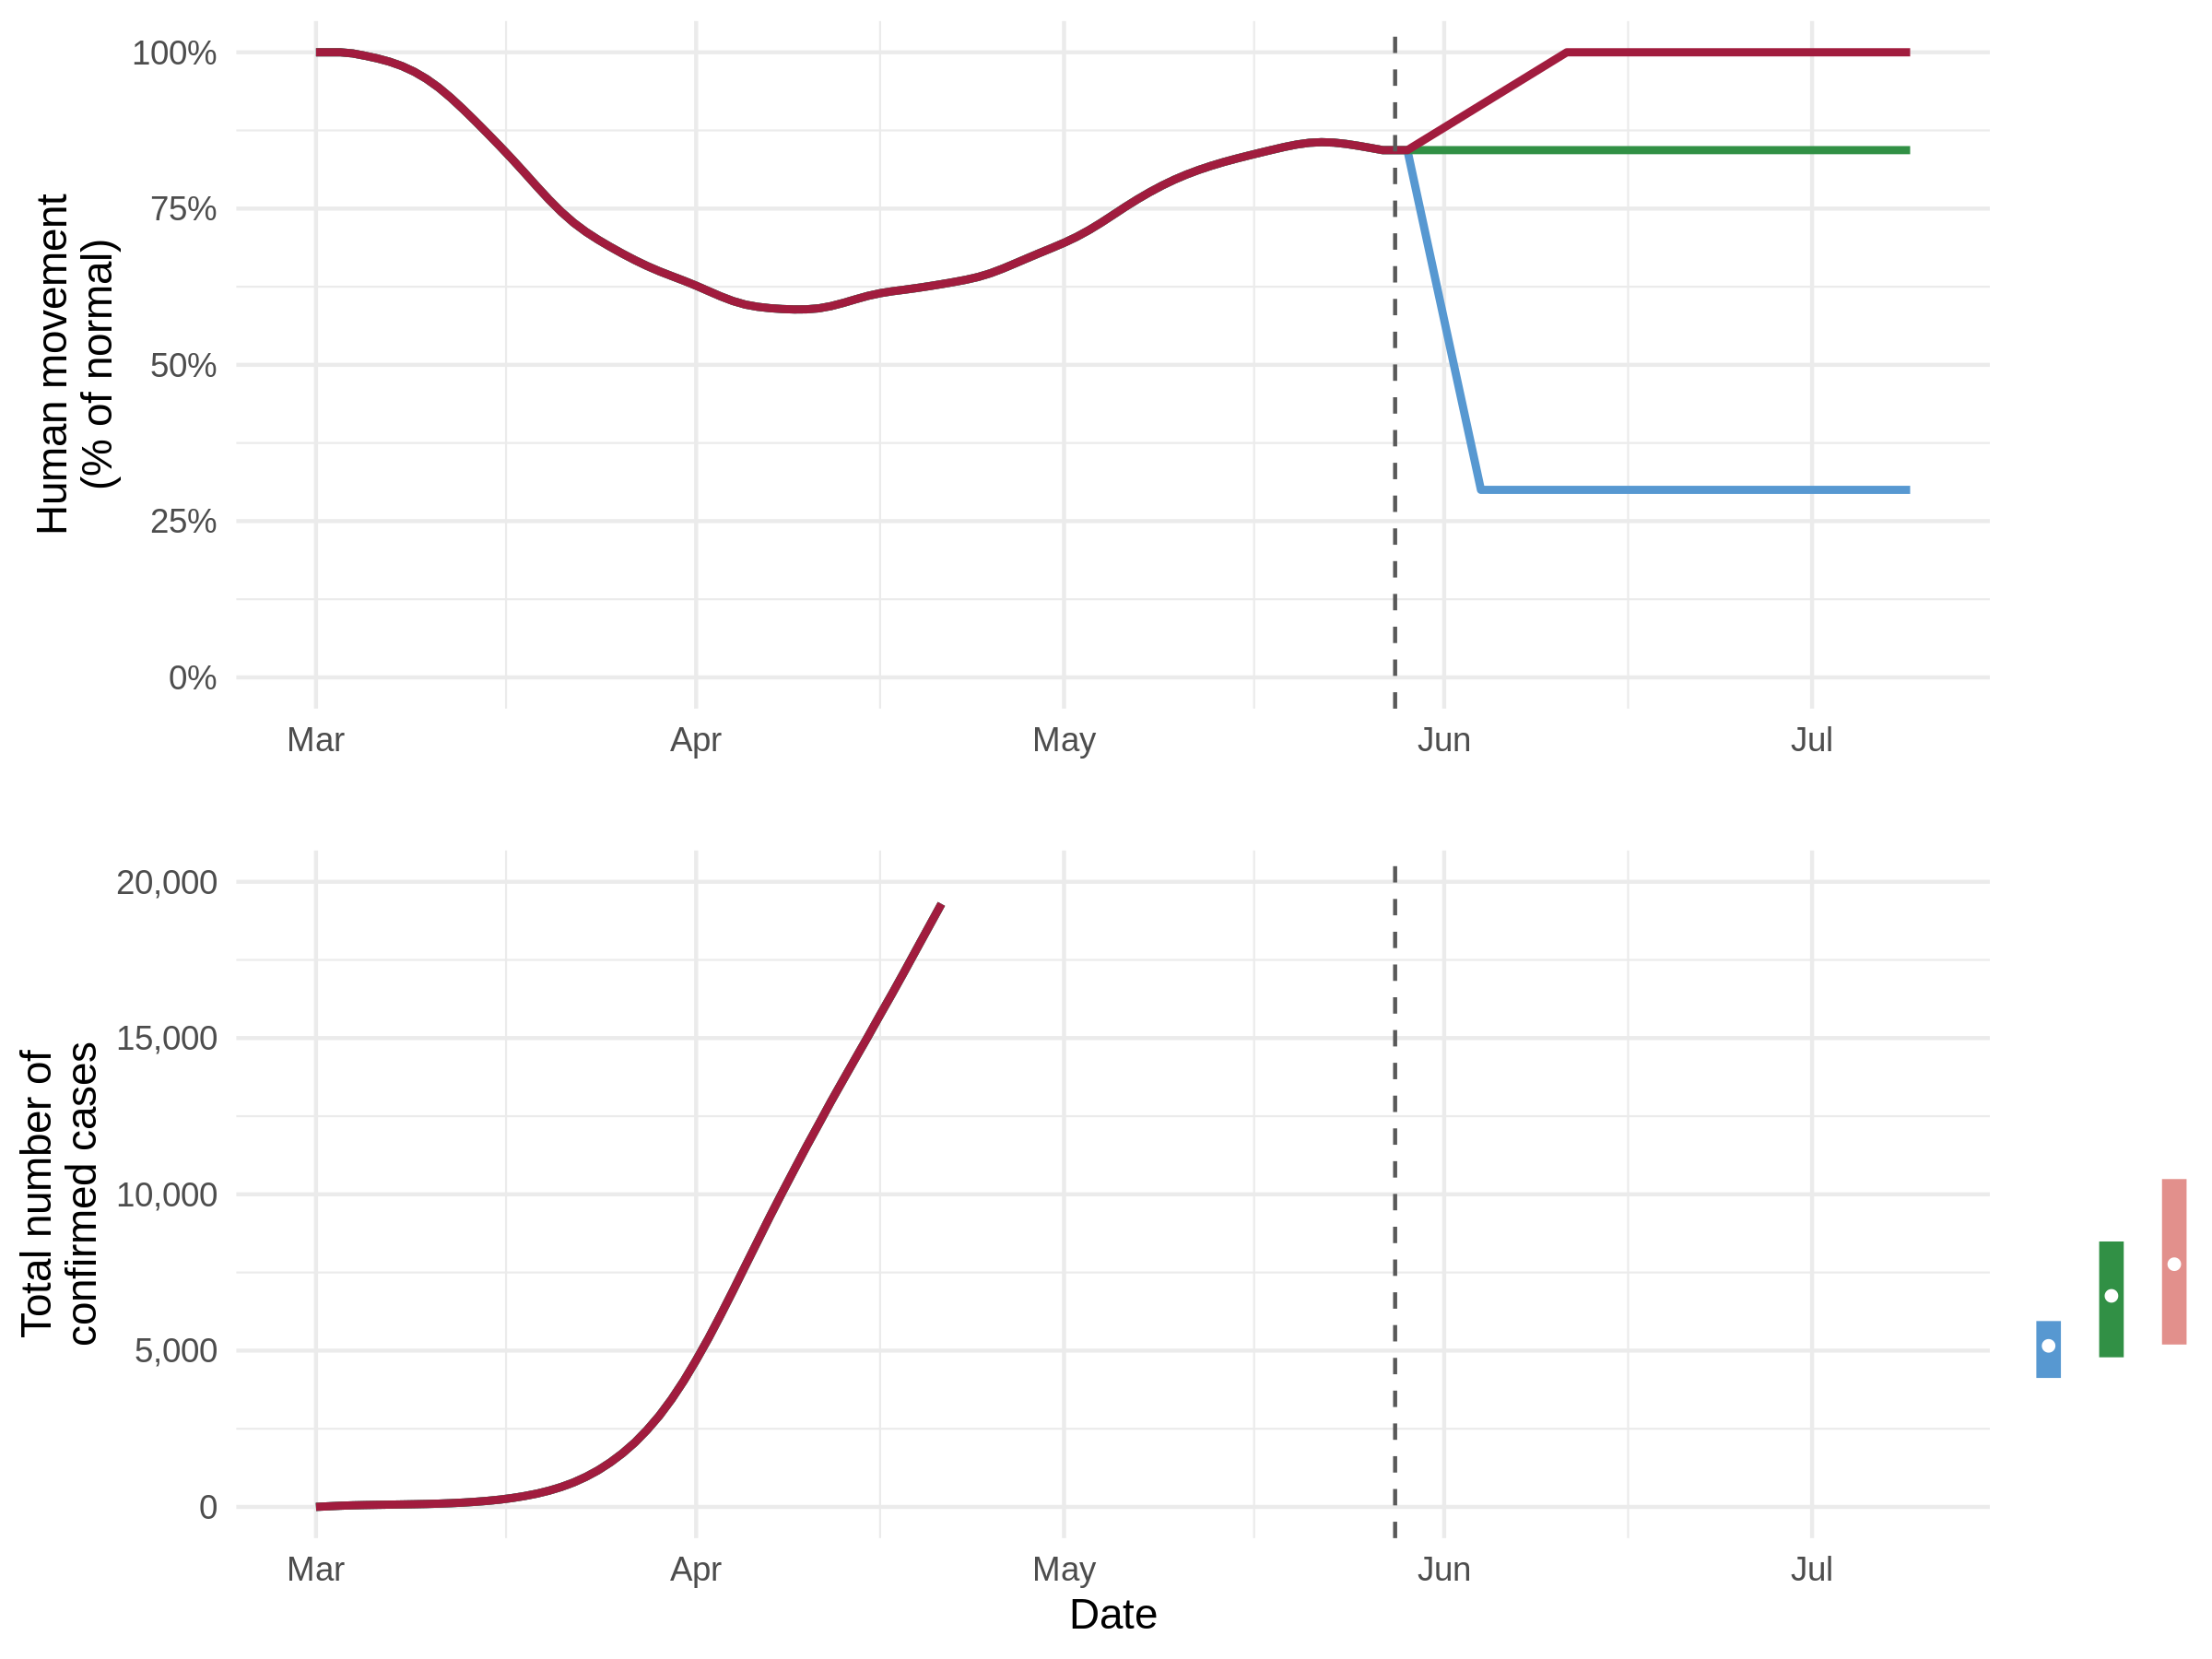 Human movement
(% of normal)
100%
75%
50%
25%
0%
Mar Apr May Jun Jul
Total number of
confirmed cases
20,000
15,000
10,000
5,000
0
Mar Apr May Jun Jul
Date